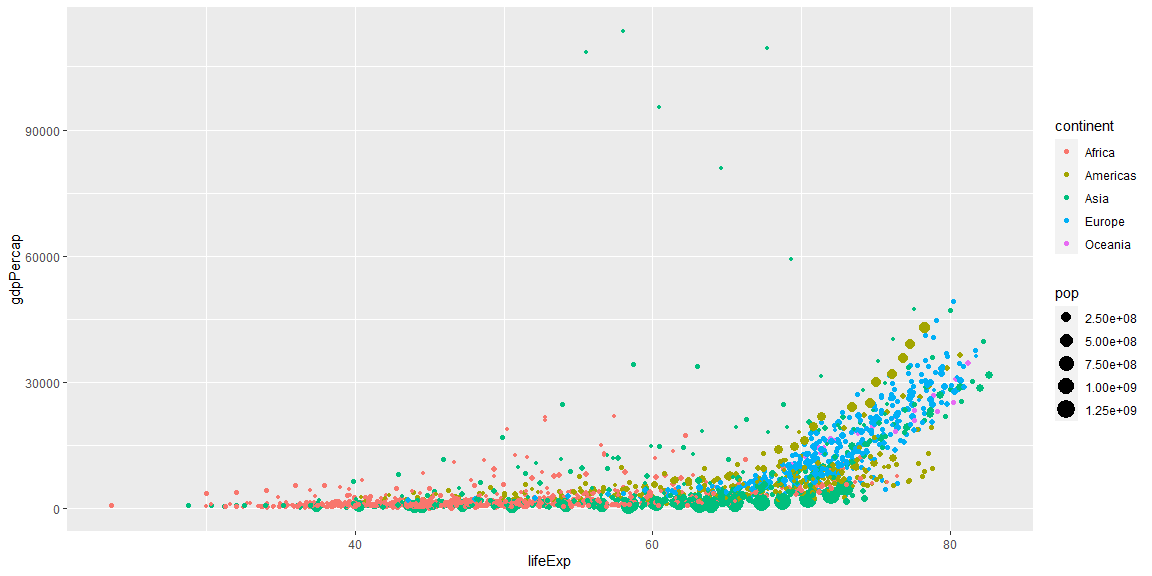 90000
60000
30000
0
gdpPercap
40
60
80
lifeExp
continent
Africa
Americas
Asia
Europe
Oceania
pop
2.50e+08
5.00e+08
7.50e+08
1.00e+09
1.25e+09